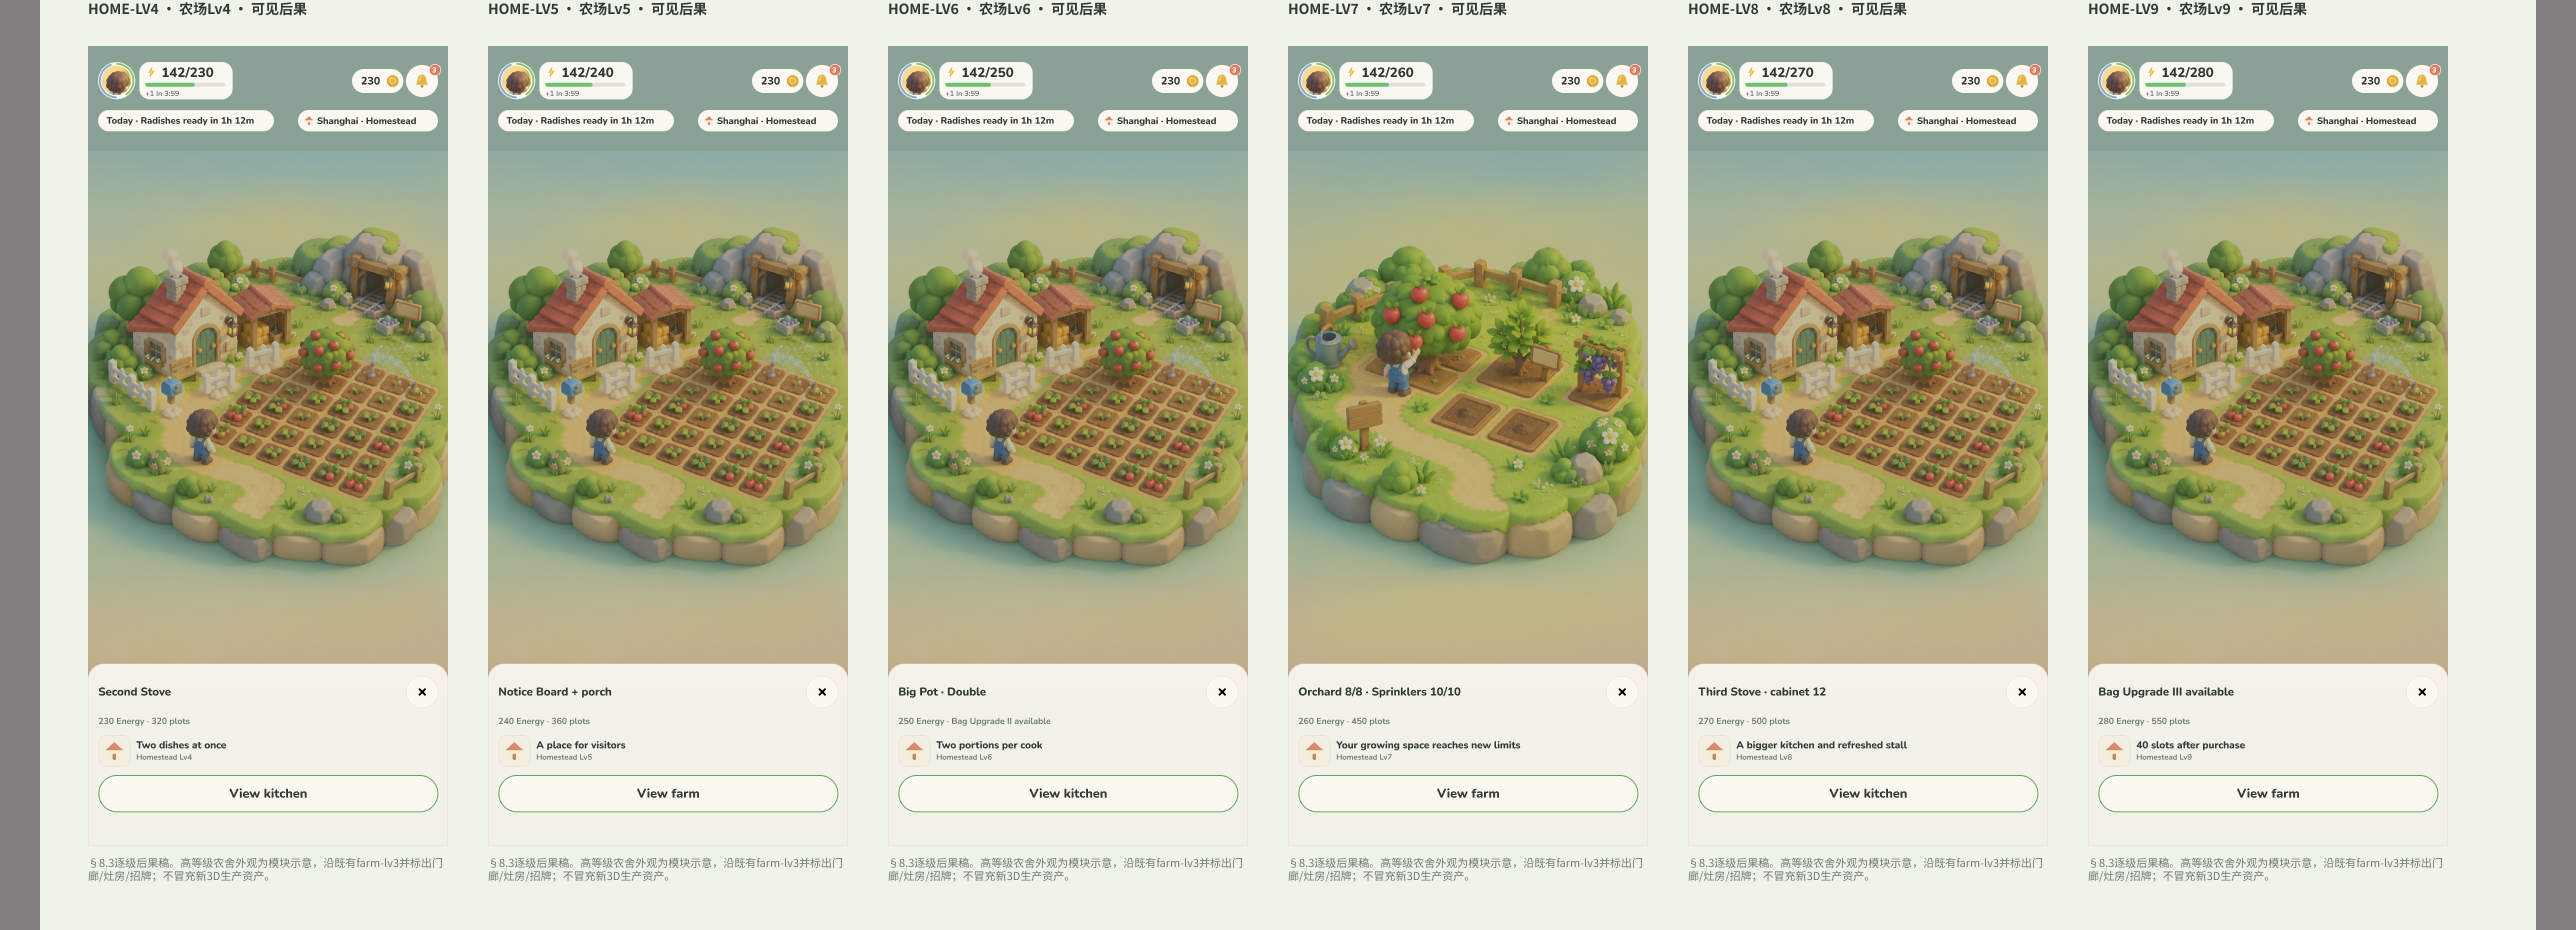 HOME-LV4 • 农场Lv4 • 可见后果
142/230
+1 in 3:59
230
3
Today · Radishes ready in 1h 12m
Shanghai · Homestead
Second Stove
230 Energy · 320 plots
Two dishes at once
Homestead Lv4
View kitchen
§8.3逐级后果稿。高等级农舍外观为模块示意，沿既有farm-lv3并标出门
廊/灶房/招牌；不冒充新3D生产资产。
HOME-LV5 • 农场Lv5 • 可见后果
142/240
+1 in 3:59
230
3
Today · Radishes ready in 1h 12m
Shanghai · Homestead
Notice Board + porch
240 Energy · 360 plots
A place for visitors
Homestead Lv5
View farm
§8.3逐级后果稿。高等级农舍外观为模块示意，沿既有farm-lv3并标出门
廊/灶房/招牌；不冒充新3D生产资产。
HOME-LV6 • 农场Lv6 • 可见后果
142/250
+1 in 3:59
230
3
Today · Radishes ready in 1h 12m
Shanghai · Homestead
Big Pot · Double
250 Energy · Bag Upgrade II available
Two portions per cook
Homestead Lv6
View kitchen
§8.3逐级后果稿。高等级农舍外观为模块示意，沿既有farm-lv3并标出门
廊/灶房/招牌；不冒充新3D生产资产。
HOME-LV7 • 农场Lv7 • 可见后果
142/260
+1 in 3:59
230
3
Today · Radishes ready in 1h 12m
Shanghai · Homestead
Orchard 8/8 · Sprinklers 10/10
260 Energy · 450 plots
Your growing space reaches new limits
Homestead Lv7
View farm
§8.3逐级后果稿。高等级农舍外观为模块示意，沿既有farm-lv3并标出门
廊/灶房/招牌；不冒充新3D生产资产。
HOME-LV8 • 农场Lv8 • 可见后果
142/270
+1 in 3:59
230
3
Today · Radishes ready in 1h 12m
Shanghai · Homestead
Third Stove · cabinet 12
270 Energy · 500 plots
A bigger kitchen and refreshed stall
Homestead Lv8
View kitchen
§8.3逐级后果稿。高等级农舍外观为模块示意，沿既有farm-lv3并标出门
廊/灶房/招牌；不冒充新3D生产资产。
HOME-LV9 • 农场Lv9 • 可见后果
142/280
+1 in 3:59
230
3
Today · Radishes ready in 1h 12m
Shanghai · Homestead
Bag Upgrade III available
280 Energy · 550 plots
40 slots after purchase
Homestead Lv9
View farm
§8.3逐级后果稿。高等级农舍外观为模块示意，沿既有farm-lv3并标出门
廊/灶房/招牌；不冒充新3D生产资产。